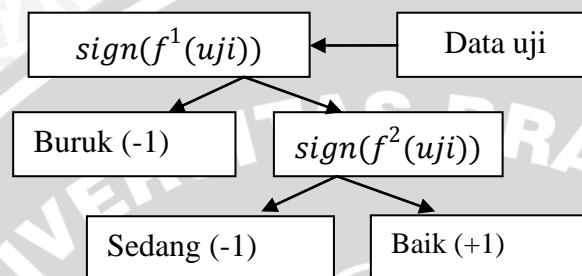 sign(f¹(uji))
Data uji
Buruk (-1)
sign(f²(uji))
Sedang (-1)
Baik (+1)